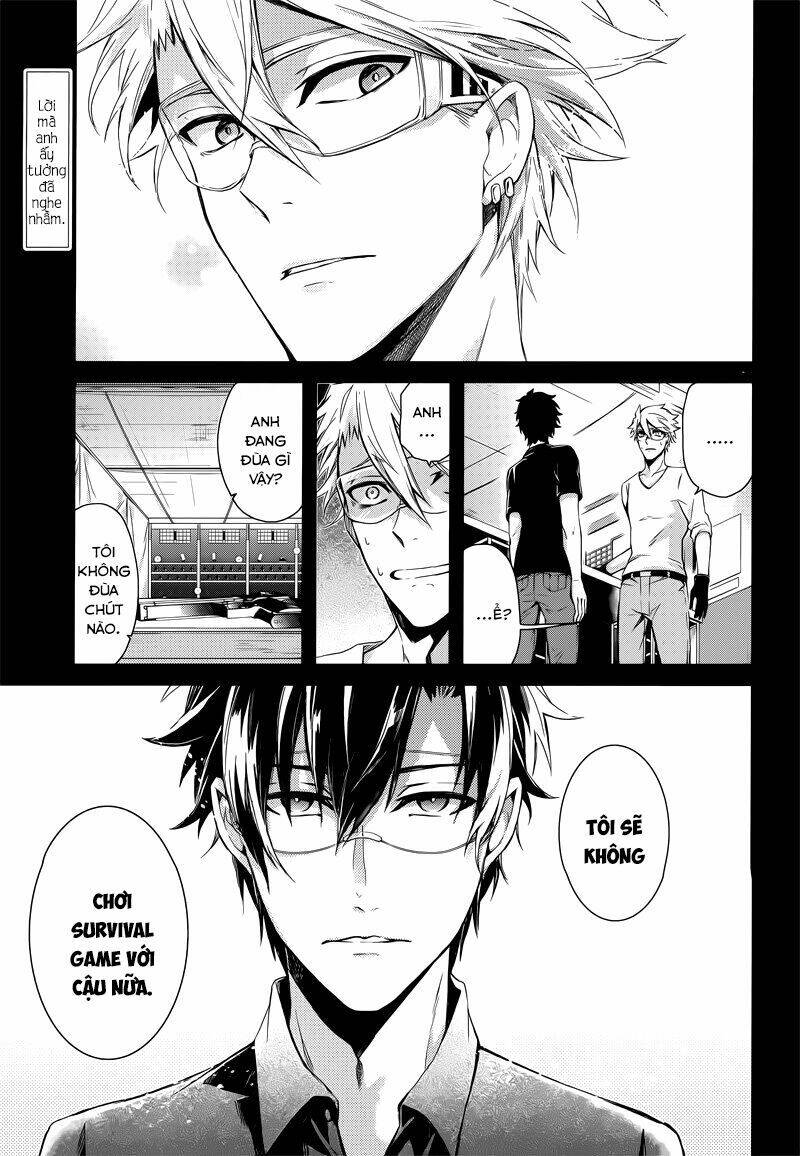 Lời
mà
anh
ấy
tưởng
đã
nghe
nhầm.
.....
...Ể?
ANH
...
ANH
ĐANG
ĐÙA GÌ
VẬY?
TÔI
KHÔNG
ĐÙA
CHÚT
NÀO.
TÔI SẼ
KHÔNG
CHƠI
SURVIVAL
GAME VỚI
CẬU NỮA.